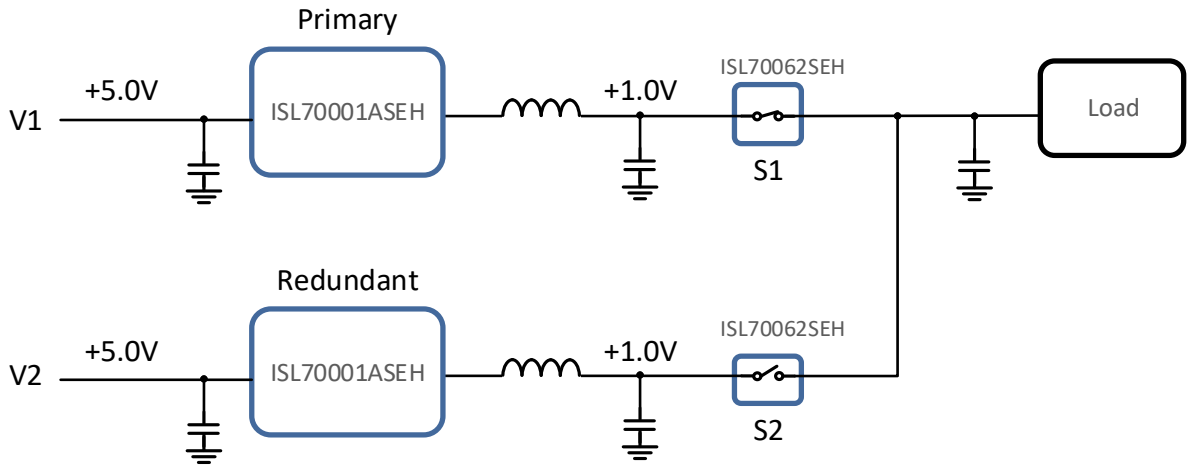 Primary
ISL70062SEH
+5.0V
+1.0V
V1
ISL70001ASEH
Load
S1
Redundant
ISL70062SEH
+5.0V
+1.0V
V2
ISL70001ASEH
S2